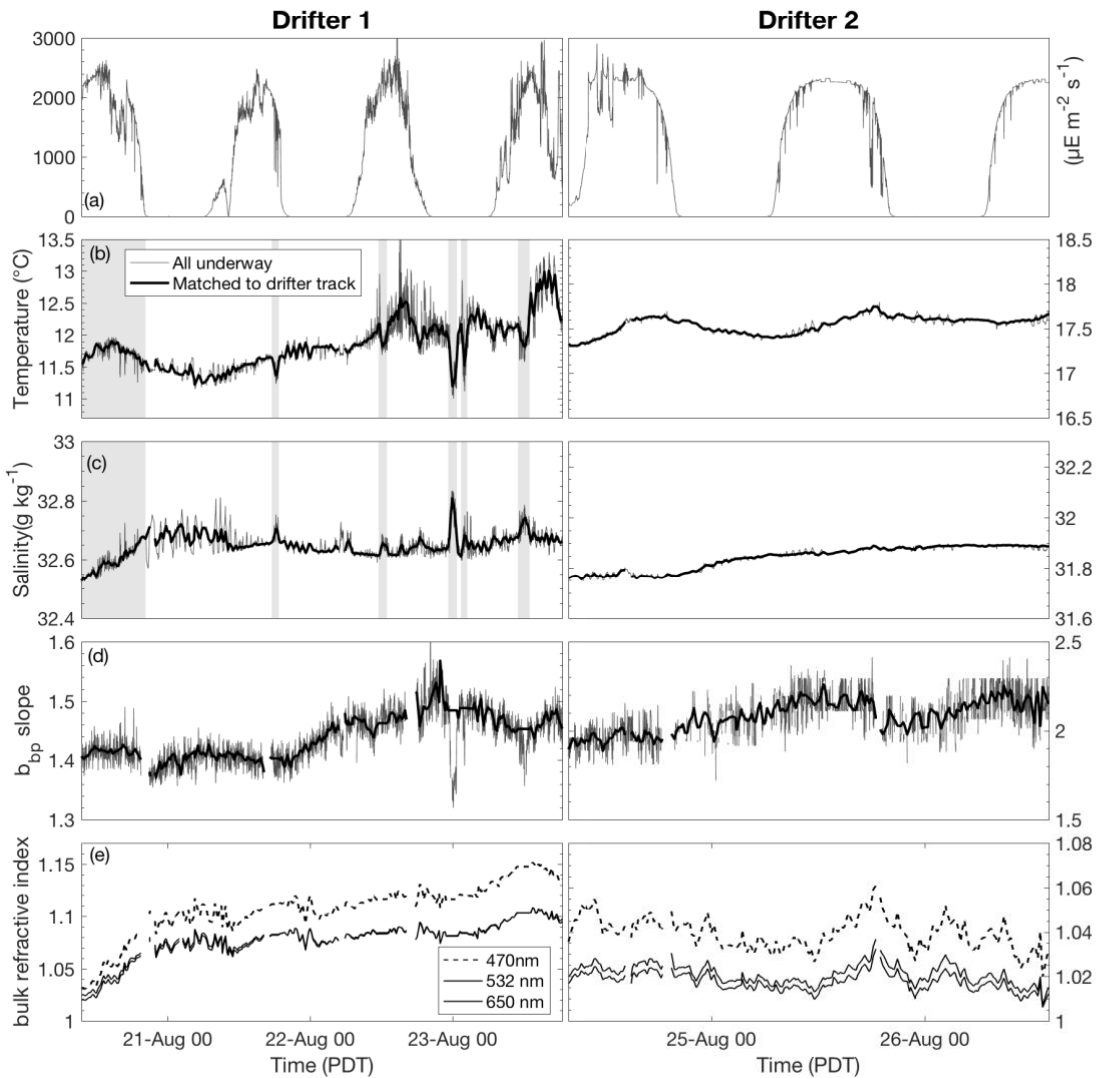 Drifter 1
Drifter 2
3000
2000
1000
0
(a)
(µE m-2 s-1)
13.5
13
12.5
12
11.5
11
Temperature (°C)
(b)
All underway
Matched to drifter track
18.5
18
17.5
17
16.5
33
32.8
32.6
32.4
Salinity(g kg-1)
(c)
32.2
32
31.8
31.6
1.6
1.5
1.4
1.3
bbp slope
(d)
2.5
2
1.5
1.15
1.1
1.05
1
bulk refractive index
(e)
470nm
532 nm
650 nm
1.08
1.06
1.04
1.02
1
21-Aug 00
22-Aug 00
23-Aug 00
25-Aug 00
26-Aug 00
Time (PDT)
Time (PDT)